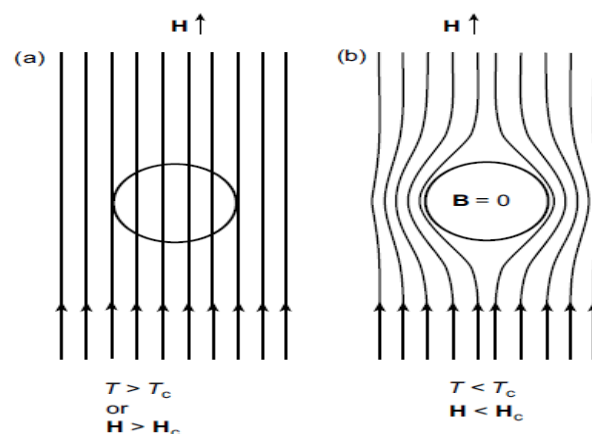 H ↑
(a)
T > Tc
or
H > Hc
H ↑
(b)
B = 0
T < Tc
H < Hc